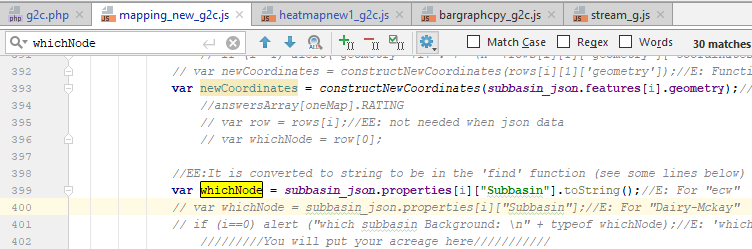 g2c.php mapping_new_g2c.js heatmapnew1_g2c.js bargraphcpy_g2c.js stream_g.js
whichNode Match Case Regex Words 30 matches
391
392 // var newCoordinates = constructNewCoordinates(rows[i][1]['geometry']);//E: Functi
393 var newCoordinates = constructNewCoordinates(subbasin_json.features[i].geometry);//
394 //answersArray[oneMap].RATING
395 // var row = rows[i];//EE: not needed when json data
396 // var whichNode = row[0];
397
398 //EE:It is converted to string to be in the 'find' function (see some lines below)
399 var whichNode = subbasin_json.properties[i]["Subbasin"].toString();//E: For "ecw"
400 // var whichNode = subbasin_json.properties[i]["Subbasin"];//E: For "Dairy-Mckay"
401 // if (i==0) alert ("which subbasin Background: \n" + typeof whichNode);//E: 'which
402 /////////You will put your acreage here///////////